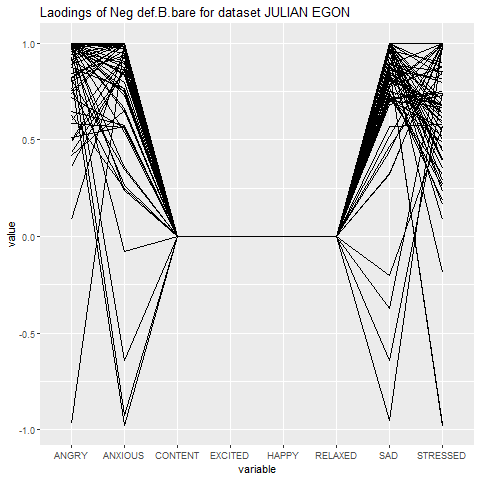 Laodings of Neg def.B.bare for dataset JULIAN EGON
1.0
0.5
0.0
-0.5
-1.0
value
ANGRY ANXIOUS CONTENT EXCITED HAPPY RELAXED SAD STRESSED
variable